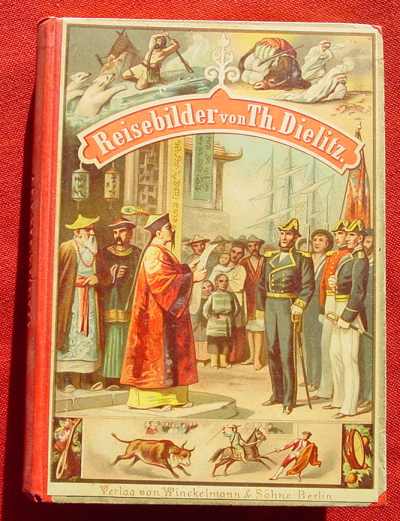 Reisebilder von Th. Dielitz.
Verlag von Winckelmann & Söhne Berlin